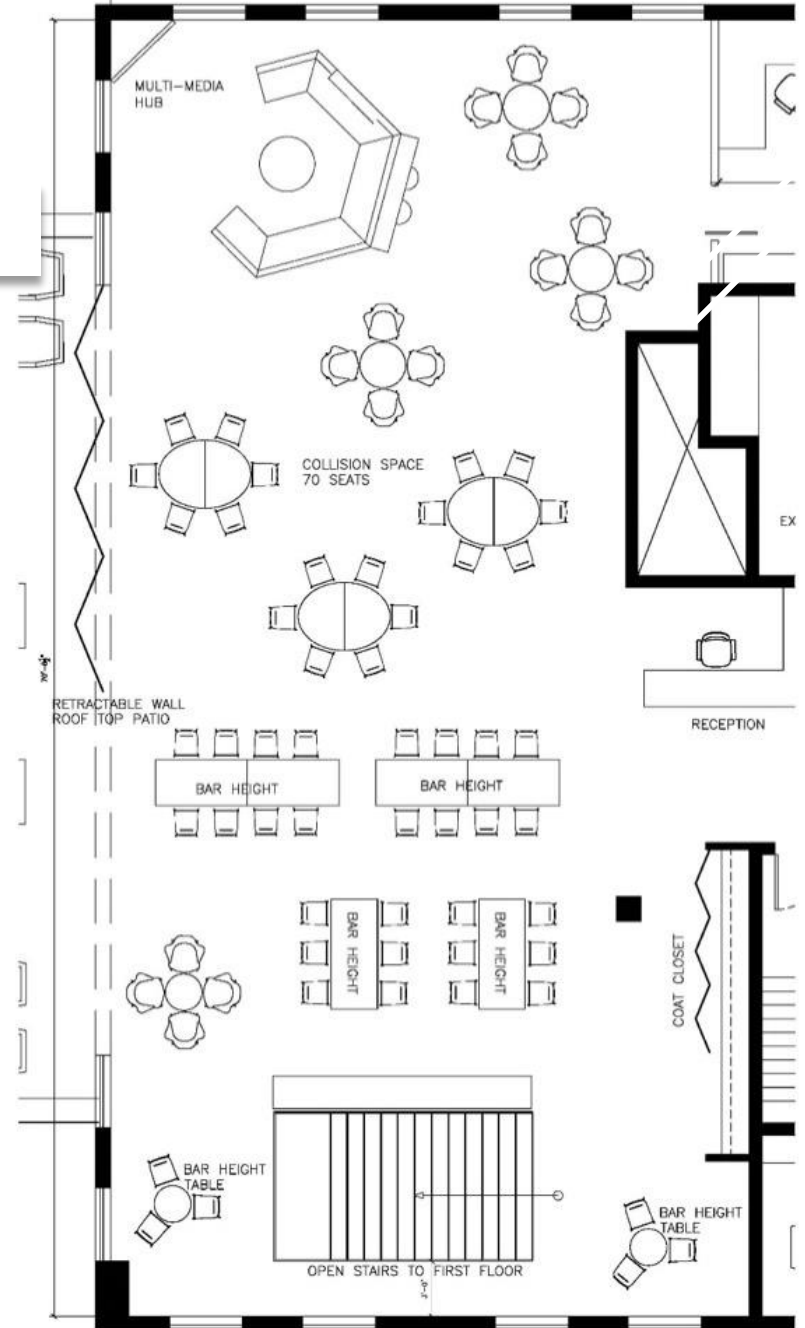 MULTI-MEDIA
HUB
COLLISION SPACE
70 SEATS
EX
RETRACTABLE WALL
ROOF TOP PATIO
RECEPTION
BAR HEIGHT
BAR HEIGHT
BAR HEIGHT
BAR HEIGHT
COAT CLOSET
BAR HEIGHT
TABLE
BAR HEIGHT
TABLE
OPEN STAIRS TO FIRST FLOOR